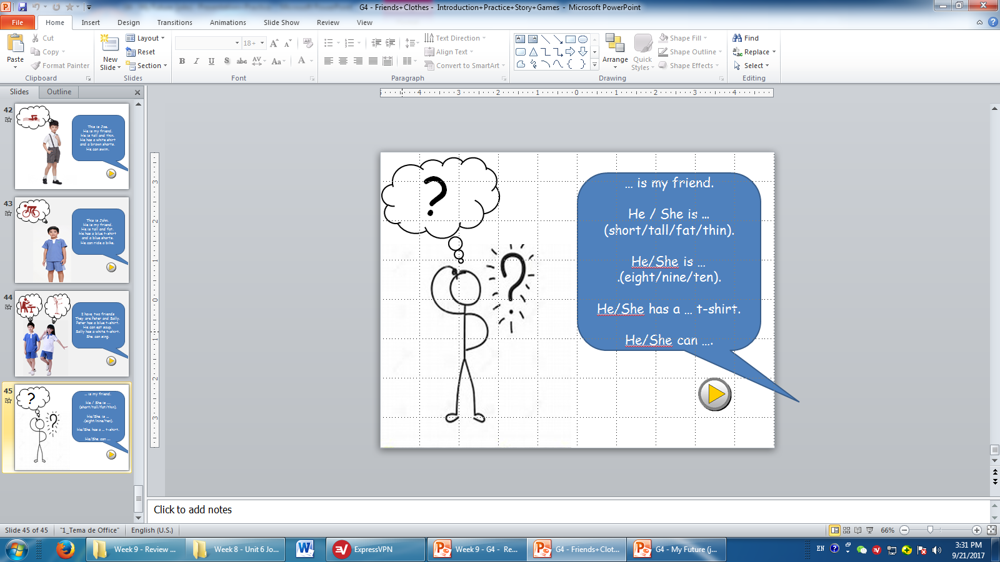 G4 - Friends+Clothes - Introduction+Practice+Story+Games - Microsoft PowerPoint
File Home Insert Design Transitions Animations Slide Show Review View
Paste
Cut
Copy
Format Painter
Clipboard
New Slide
Layout
Reset
Section
Slides
18+
B I U S abc AV Aa A
Font
Text Direction
Align Text
Convert to SmartArt
Paragraph
Arrange
Quick Styles
Shape Fill
Shape Outline
Shape Effects
Drawing
Find
Replace
Select
Editing
Slides Outline
42
This is Joe.
He is my friend.
He is tall and thin.
He has a white shirt
and a brown shorts.
He can swim.
43
This is John.
He is my friend.
He is tall and fat.
He has a blue t-shirt
and a blue shorts.
He can ride a bike.
44
I have two friends
They are Peter and Sally.
Peter has a blue t-shirt.
He can eat soup.
Sally has a white t-shirt.
She can sing.
45
?
... is my friend.
He / She is ...
(short/tall/fat/thin).
He/She is ...
.(eight/nine/ten).
He/She has a ... t-shirt.
He/She can ....
4 3 2 1 0 1 2 3 4
3 2 1 0 1 2 3
?
?
... is my friend.
He / She is ...
(short/tall/fat/thin).
He/She is ...
.(eight/nine/ten).
He/She has a ... t-shirt.
He/She can ....
Click to add notes
Slide 45 of 45
"1_Tema de Office"
English (U.S.)
66%
Week 9 - Review ...
Week 8 - Unit 6 Jo...
ExpressVPN
Week 9 - G4 - Re...
G4 - Friends+Clot...
G4 - My Future (j...
EN
3:31 PM
9/21/2017